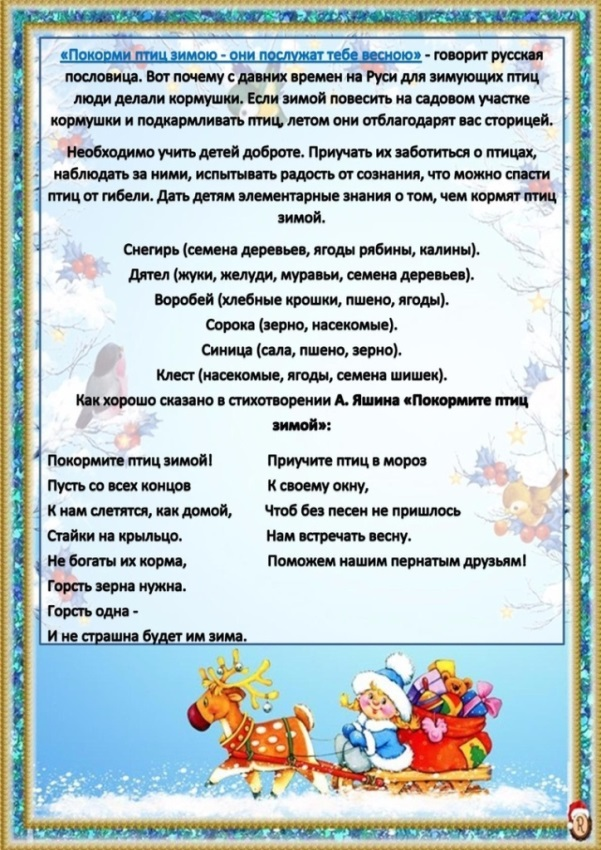 «Покорми птиц зимою - они послужат тебе весною» - говорит русская
пословица. Вот почему с давних времен на Руси для зимующих птиц
люди делали кормушки. Если зимой повесить на садовом участке
кормушки и подкармливать птиц, летом они отблагодарят вас сторицей.
Необходимо учить детей доброте. Приучать их заботиться о птицах,
наблюдать за ними, испытывать радость от сознания, что можно спасти
птиц от гибели. Дать детям элементарные знания о том, чем кормят птиц
зимой.
Снегирь (семена деревьев, ягоды рябины, калины).
Дятел (жуки, желуди, муравьи, семена деревьев).
Воробей (хлебные крошки, пшено, ягоды).
Сорока (зерно, насекомые).
Синица (сала, пшено, зерно).
Клест (насекомые, ягоды, семена шишек).
Как хорошо сказано в стихотворении А. Яшина «Покормите птиц
зимой»:
Покормите птиц зимой!
Пусть со всех концов
К нам слетятся, как домой,
Стайки на крыльцо.
Не богаты их корма,
Горсть зерна нужна.
Горсть одна -
И не страшна будет им зима.
Приучите птиц в мороз
К своему окну,
Чтоб без песен не пришлось
Нам встречать весну.
Поможем нашим пернатым друзьям!